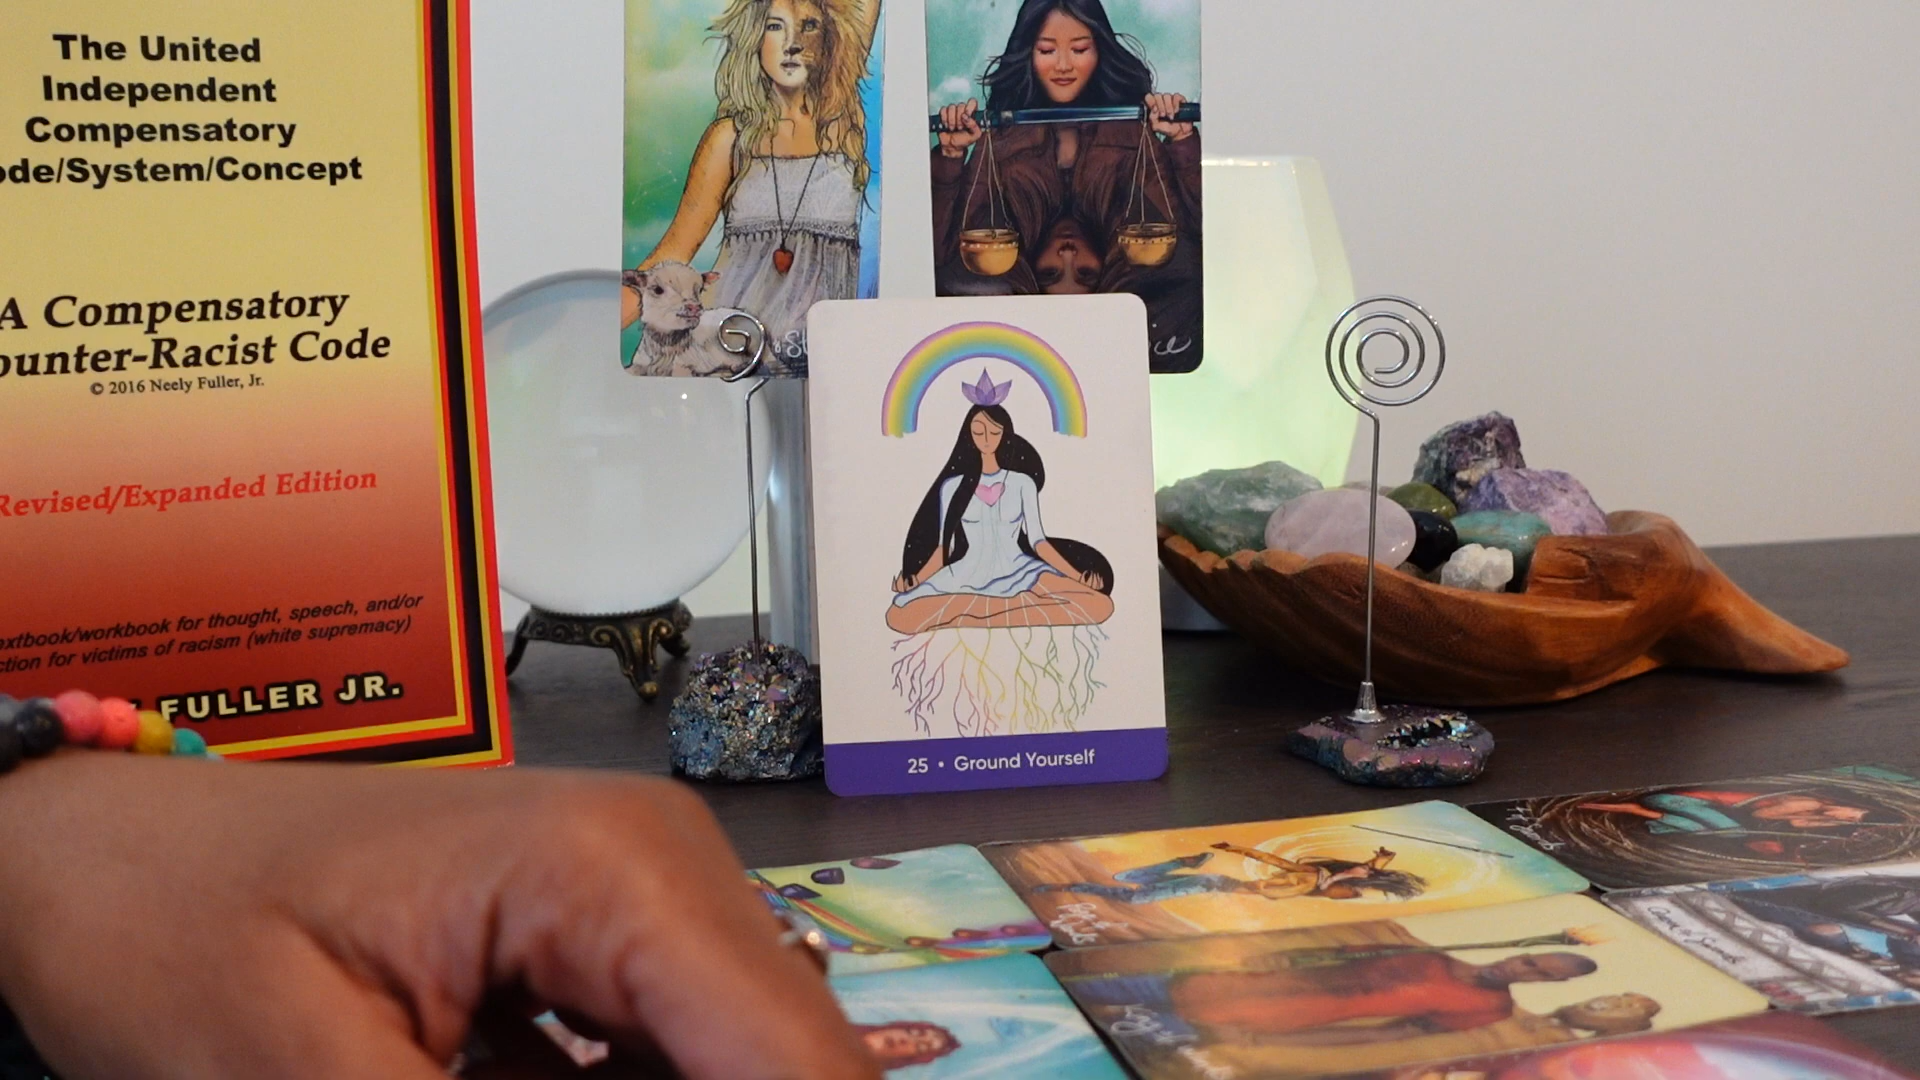 The United
Independent
Compensatory
ode/System/Concept
A Compensatory
ounter-Racist Code
© 2016 Neely Fuller, Jr.
Revised/Expanded Edition
extbook/workbook for thought, speech, and/or
ction for victims of racism (white supremacy)
FULLER JR.
25 • Ground Yourself